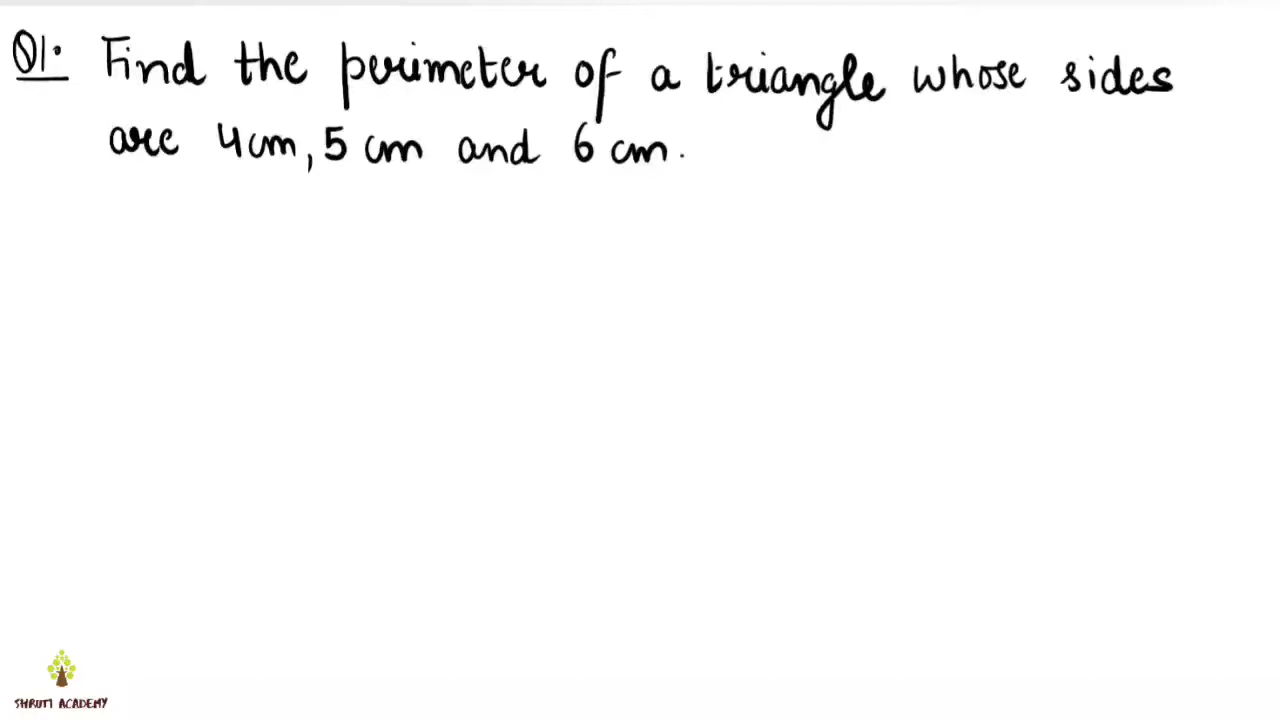 Q1. Find the perimeter of a triangle whose sides
are 4cm, 5 cm and 6 cm.
SHRUTI ACADEMY